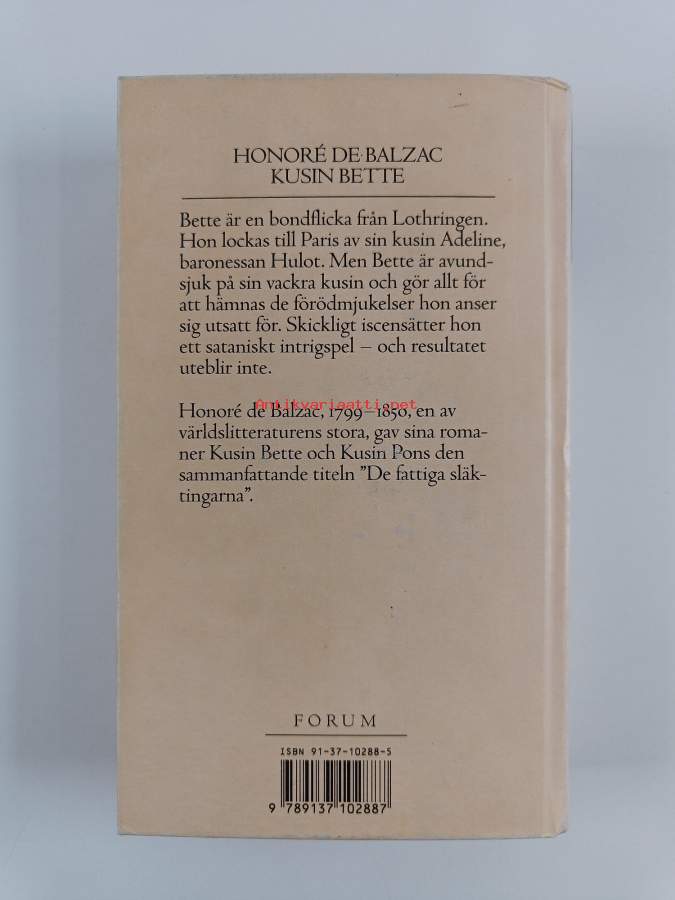 HONORÉ DE BALZAC
KUSIN BETTE
Bette är en bondflicka från Lothringen.
Hon lockas till Paris av sin kusin Adeline,
baronessan Hulot. Men Bette är avund-
sjuk på sin vackra kusin och gör allt för
att hämnas de förödmjukelser hon anser
sig utsatt för. Skickligt iscensätter hon
ett sataniskt intrigspel – och resultatet
uteblir inte.
Antikvariaatti.net
Honoré de Balzac, 1799–1850, en av
världslitteraturens stora, gav sina roma-
ner Kusin Bette och Kusin Pons den
sammanfattande titeln ”De fattiga släk-
tingarna”.
FORUM
ISBN 91-37-10288-5
9 789137 102887